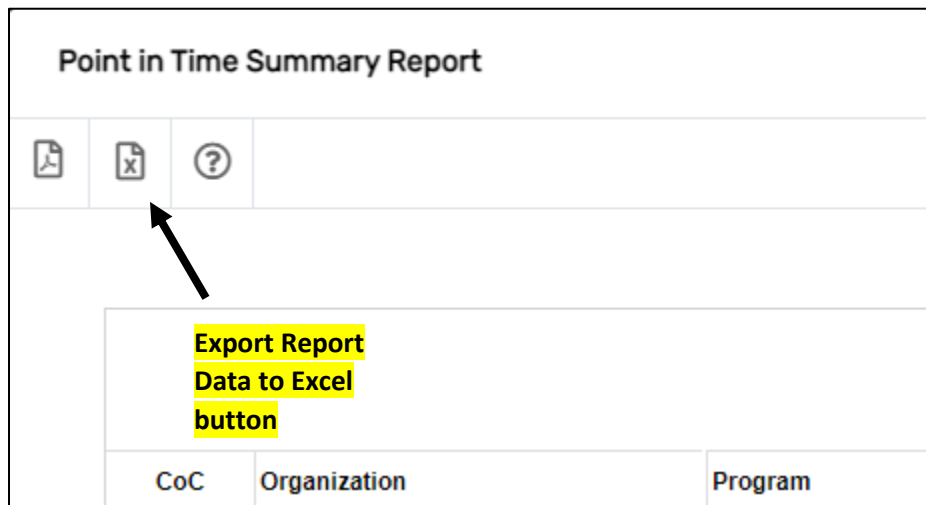 Point in Time Summary Report
Export Report
Data to Excel
button
CoC Organization Program